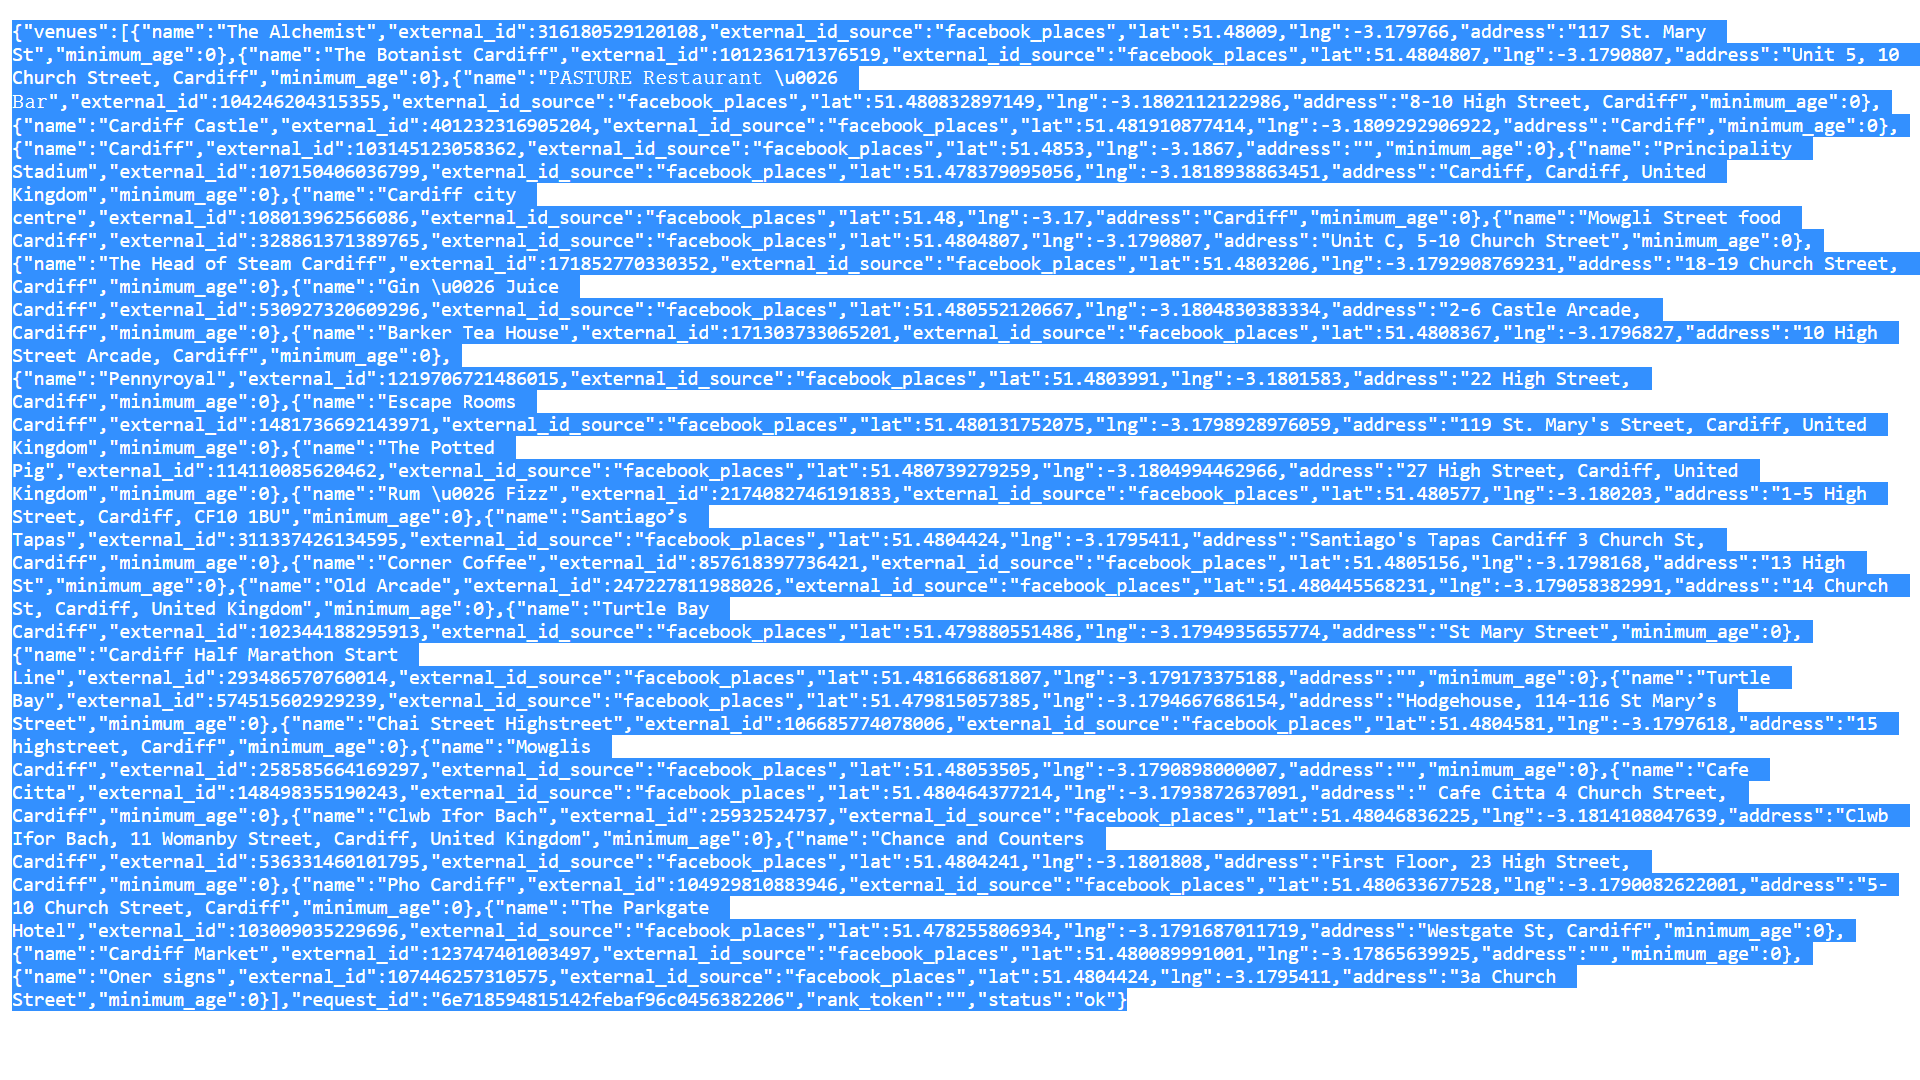 {"venues":[{"name":"The Alchemist","external_id":316180529120108,"external_id_source":"facebook_places","lat":51.48009,"lng":-3.179766,"address":"117 St. Mary
St","minimum_age":0},{"name":"The Botanist Cardiff","external_id":101236171376519,"external_id_source":"facebook_places","lat":51.4804807,"lng":-3.1790807,"address":"Unit 5, 10
Church Street, Cardiff","minimum_age":0},{"name":"PASTURE Restaurant \u0026
Bar","external_id":104246204315355,"external_id_source":"facebook_places","lat":51.480832897149,"lng":-3.1802112122986,"address":"8-10 High Street, Cardiff","minimum_age":0},
{"name":"Cardiff Castle","external_id":401232316905204,"external_id_source":"facebook_places","lat":51.481910877414,"lng":-3.1809292906922,"address":"Cardiff","minimum_age":0},
{"name":"Cardiff","external_id":103145123058362,"external_id_source":"facebook_places","lat":51.4853,"lng":-3.1867,"address":"","minimum_age":0},{"name":"Principality
Stadium","external_id":107150406036799,"external_id_source":"facebook_places","lat":51.478379095056,"lng":-3.1818938863451,"address":"Cardiff, Cardiff, United
Kingdom","minimum_age":0},{"name":"Cardiff city
centre","external_id":108013962566086,"external_id_source":"facebook_places","lat":51.48,"lng":-3.17,"address":"Cardiff","minimum_age":0},{"name":"Mowgli Street food
Cardiff","external_id":328861371389765,"external_id_source":"facebook_places","lat":51.4804807,"lng":-3.1790807,"address":"Unit C, 5-10 Church Street","minimum_age":0},
{"name":"The Head of Steam Cardiff","external_id":171852770330352,"external_id_source":"facebook_places","lat":51.4803206,"lng":-3.1792908769231,"address":"18-19 Church Street,
Cardiff","minimum_age":0},{"name":"Gin \u0026 Juice
Cardiff","external_id":530927320609296,"external_id_source":"facebook_places","lat":51.480552120667,"lng":-3.1804830383334,"address":"2-6 Castle Arcade,
Cardiff","minimum_age":0},{"name":"Barker Tea House","external_id":171303733065201,"external_id_source":"facebook_places","lat":51.4808367,"lng":-3.1796827,"address":"10 High
Street Arcade, Cardiff","minimum_age":0},
{"name":"Pennyroyal","external_id":1219706721486015,"external_id_source":"facebook_places","lat":51.4803991,"lng":-3.1801583,"address":"22 High Street,
Cardiff","minimum_age":0},{"name":"Escape Rooms
Cardiff","external_id":1481736692143971,"external_id_source":"facebook_places","lat":51.480131752075,"lng":-3.1798928976059,"address":"119 St. Mary's Street, Cardiff, United
Kingdom","minimum_age":0},{"name":"The Potted
Pig","external_id":114110085620462,"external_id_source":"facebook_places","lat":51.480739279259,"lng":-3.1804994462966,"address":"27 High Street, Cardiff, United
Kingdom","minimum_age":0},{"name":"Rum \u0026 Fizz","external_id":2174082746191833,"external_id_source":"facebook_places","lat":51.480577,"lng":-3.180203,"address":"1-5 High
Street, Cardiff, CF10 1BU","minimum_age":0},{"name":"Santiago’s
Tapas","external_id":311337426134595,"external_id_source":"facebook_places","lat":51.4804424,"lng":-3.1795411,"address":"Santiago's Tapas Cardiff 3 Church St,
Cardiff","minimum_age":0},{"name":"Corner Coffee","external_id":857618397736421,"external_id_source":"facebook_places","lat":51.4805156,"lng":-3.1798168,"address":"13 High
St","minimum_age":0},{"name":"Old Arcade","external_id":247227811988026,"external_id_source":"facebook_places","lat":51.480445568231,"lng":-3.179058382991,"address":"14 Church
St, Cardiff, United Kingdom","minimum_age":0},{"name":"Turtle Bay
Cardiff","external_id":102344188295913,"external_id_source":"facebook_places","lat":51.479880551486,"lng":-3.1794935655774,"address":"St Mary Street","minimum_age":0},
{"name":"Cardiff Half Marathon Start
Line","external_id":293486570760014,"external_id_source":"facebook_places","lat":51.481668681807,"lng":-3.179173375188,"address":"","minimum_age":0},{"name":"Turtle
Bay","external_id":574515602929239,"external_id_source":"facebook_places","lat":51.479815057385,"lng":-3.1794667686154,"address":"Hodgehouse, 114-116 St Mary’s
Street","minimum_age":0},{"name":"Chai Street Highstreet","external_id":106685774078006,"external_id_source":"facebook_places","lat":51.4804581,"lng":-3.1797618,"address":"15
highstreet, Cardiff","minimum_age":0},{"name":"Mowglis
Cardiff","external_id":258585664169297,"external_id_source":"facebook_places","lat":51.48053505,"lng":-3.1790898000007,"address":"","minimum_age":0},{"name":"Cafe
Citta","external_id":148498355190243,"external_id_source":"facebook_places","lat":51.480464377214,"lng":-3.1793872637091,"address":" Cafe Citta 4 Church Street,
Cardiff","minimum_age":0},{"name":"Clwb Ifor Bach","external_id":25932524737,"external_id_source":"facebook_places","lat":51.48046836225,"lng":-3.1814108047639,"address":"Clwb
Ifor Bach, 11 Womanby Street, Cardiff, United Kingdom","minimum_age":0},{"name":"Chance and Counters
Cardiff","external_id":536331460101795,"external_id_source":"facebook_places","lat":51.4804241,"lng":-3.1801808,"address":"First Floor, 23 High Street,
Cardiff","minimum_age":0},{"name":"Pho Cardiff","external_id":104929810883946,"external_id_source":"facebook_places","lat":51.480633677528,"lng":-3.1790082622001,"address":"5-
10 Church Street, Cardiff","minimum_age":0},{"name":"The Parkgate
Hotel","external_id":103009035229696,"external_id_source":"facebook_places","lat":51.478255806934,"lng":-3.1791687011719,"address":"Westgate St, Cardiff","minimum_age":0},
{"name":"Cardiff Market","external_id":123747401003497,"external_id_source":"facebook_places","lat":51.480089991001,"lng":-3.17865639925,"address":"","minimum_age":0},
{"name":"Oner signs","external_id":107446257310575,"external_id_source":"facebook_places","lat":51.4804424,"lng":-3.1795411,"address":"3a Church
Street","minimum_age":0}],"request_id":"6e718594815142febaf96c0456382206","rank_token":"","status":"ok"}